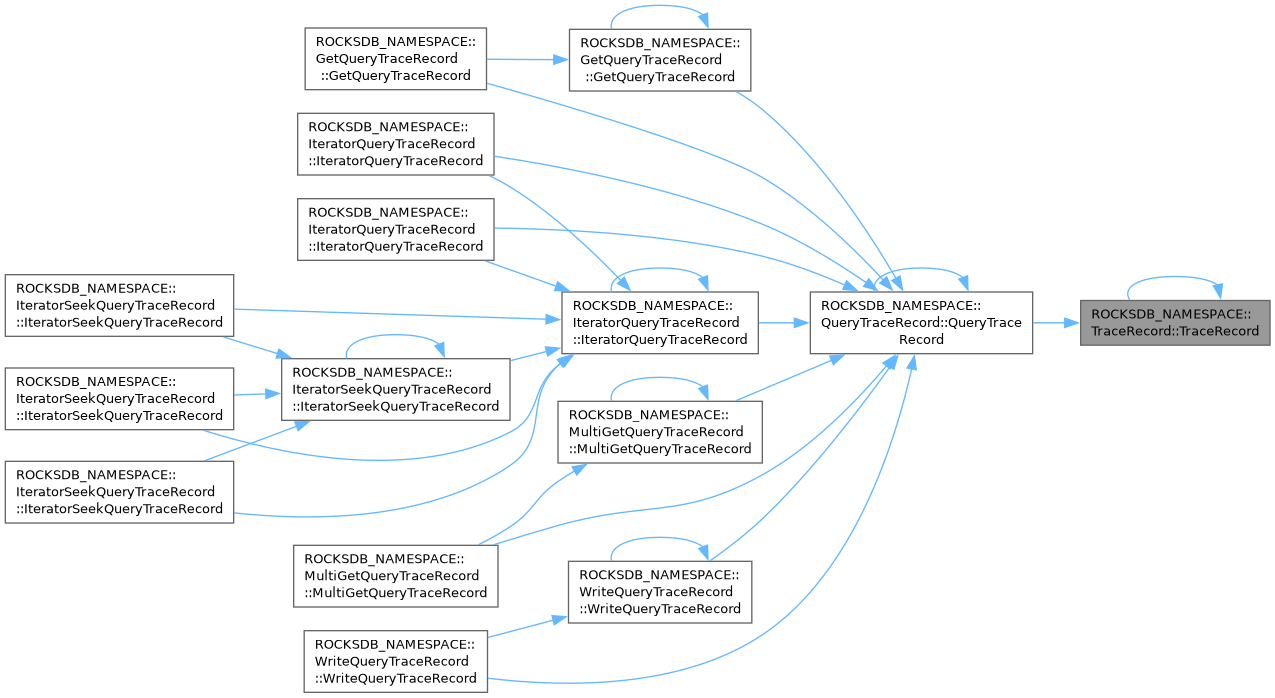 ROCKSDB_NAMESPACE::
GetQueryTraceRecord
::GetQueryTraceRecord
ROCKSDB_NAMESPACE::
GetQueryTraceRecord
::GetQueryTraceRecord
ROCKSDB_NAMESPACE::
IteratorQueryTraceRecord
::IteratorQueryTraceRecord
ROCKSDB_NAMESPACE::
IteratorQueryTraceRecord
::IteratorQueryTraceRecord
ROCKSDB_NAMESPACE::
IteratorSeekQueryTraceRecord
::IteratorSeekQueryTraceRecord
ROCKSDB_NAMESPACE::
IteratorQueryTraceRecord
::IteratorQueryTraceRecord
ROCKSDB_NAMESPACE::
QueryTraceRecord::QueryTrace
Record
ROCKSDB_NAMESPACE::
TraceRecord::TraceRecord
ROCKSDB_NAMESPACE::
IteratorSeekQueryTraceRecord
::IteratorSeekQueryTraceRecord
ROCKSDB_NAMESPACE::
IteratorSeekQueryTraceRecord
::IteratorSeekQueryTraceRecord
ROCKSDB_NAMESPACE::
MultiGetQueryTraceRecord
::MultiGetQueryTraceRecord
ROCKSDB_NAMESPACE::
IteratorSeekQueryTraceRecord
::IteratorSeekQueryTraceRecord
ROCKSDB_NAMESPACE::
MultiGetQueryTraceRecord
::MultiGetQueryTraceRecord
ROCKSDB_NAMESPACE::
WriteQueryTraceRecord
::WriteQueryTraceRecord
ROCKSDB_NAMESPACE::
WriteQueryTraceRecord
::WriteQueryTraceRecord